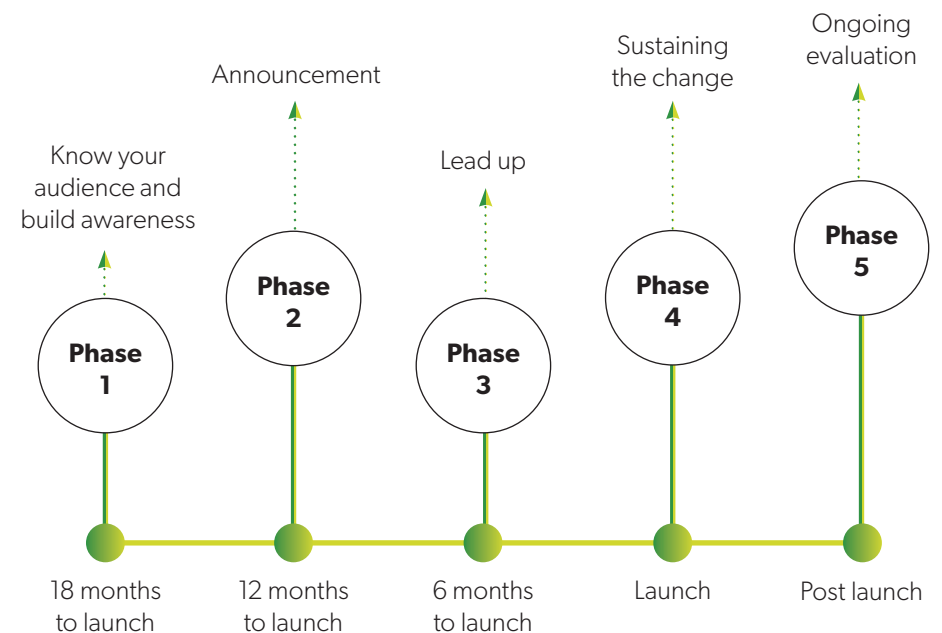 Know your
audience and
build awareness
Phase
1
18 months
to launch
Announcement
Phase
2
12 months
to launch
Lead up
Phase
3
6 months
to launch
Sustaining
the change
Phase
4
Launch
Ongoing
evaluation
Phase
5
Post launch